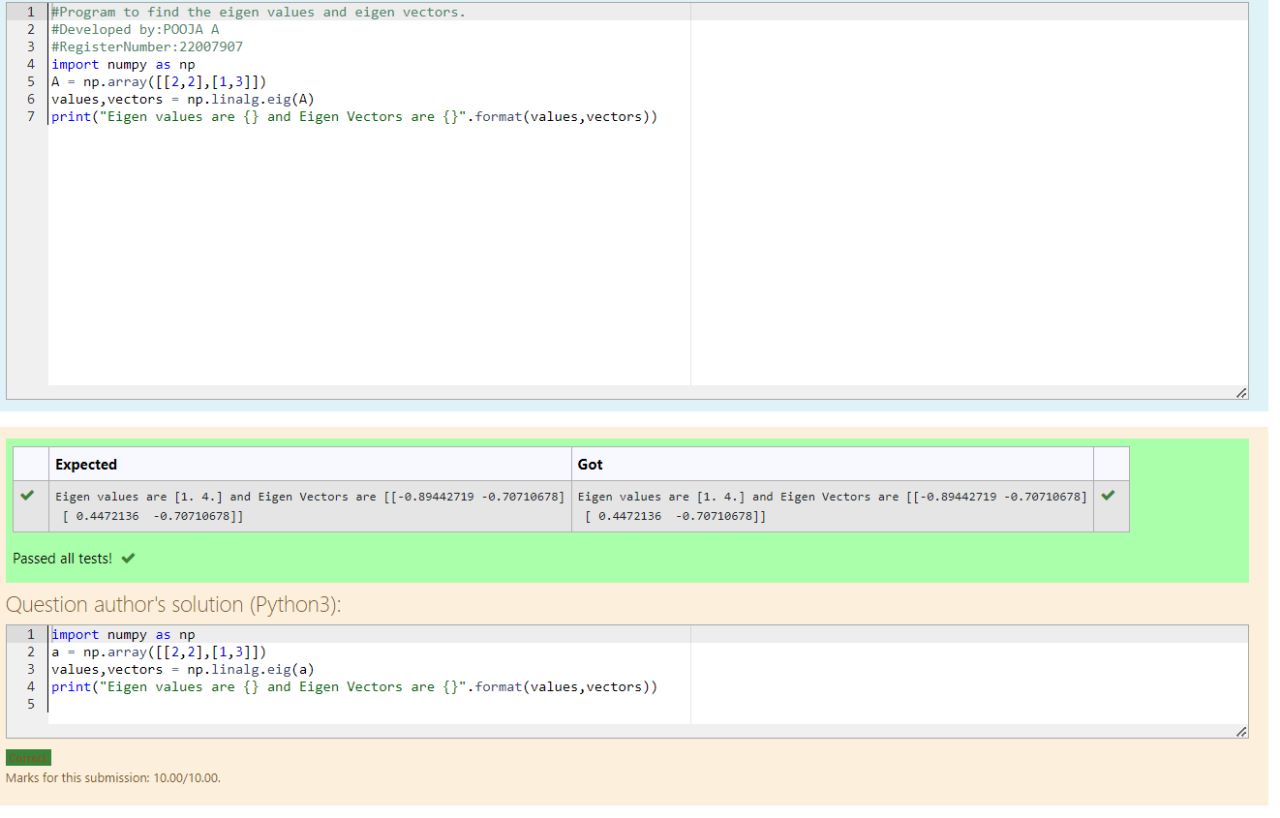 1 #Program to find the eigen values and eigen vectors.
2 #Developed by:POOJA A
3 #RegisterNumber:22007907
4 import numpy as np
5 A = np.array([[2,2],[1,3]])
6 values,vectors = np.linalg.eig(A)
7 print("Eigen values are {} and Eigen Vectors are {}".format(values,vectors))
Expected Got
Eigen values are [1. 4.] and Eigen Vectors are [[-0.89442719 -0.70710678] Eigen values are [1. 4.] and Eigen Vectors are [[-0.89442719 -0.70710678]
[ 0.4472136 -0.70710678]] [ 0.4472136 -0.70710678]]
Passed all tests!
Question author's solution (Python3):
1 import numpy as np
2 a = np.array([[2,2],[1,3]])
3 values,vectors = np.linalg.eig(a)
4 print("Eigen values are {} and Eigen Vectors are {}".format(values,vectors))
5
Correct
Marks for this submission: 10.00/10.00.